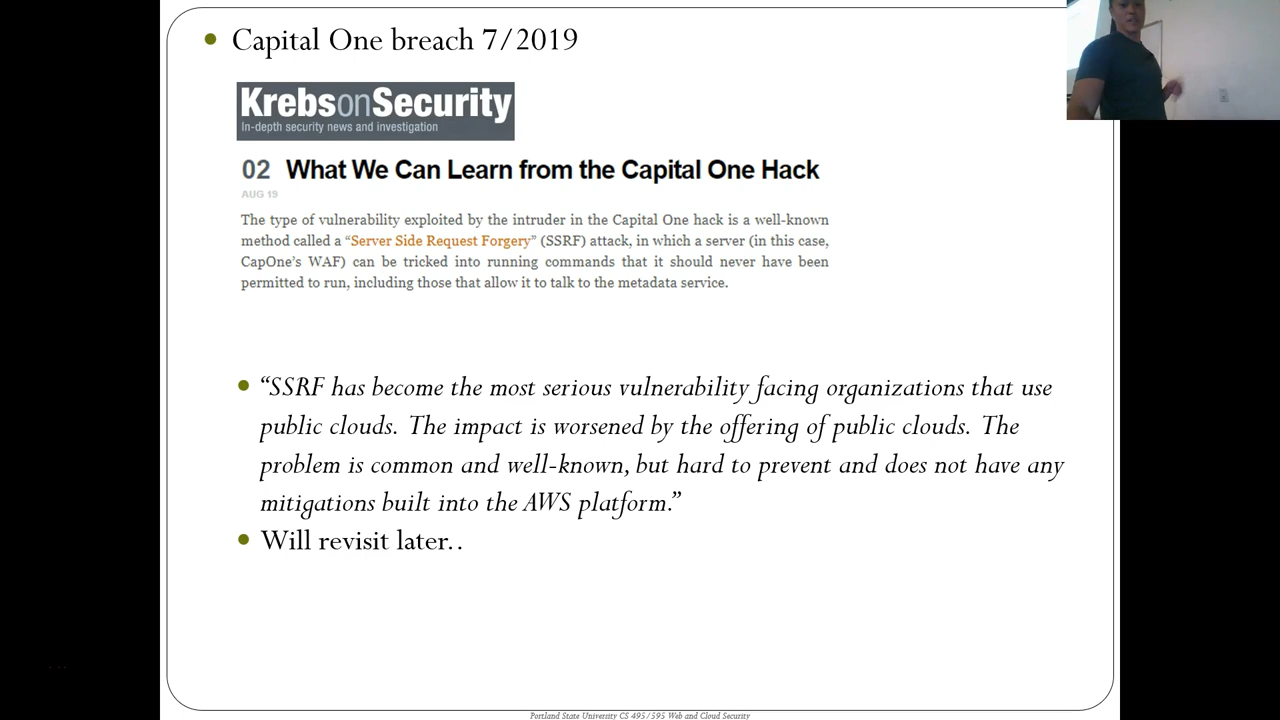 Capital One breach 7/2019
KrebsonSecurity
In-depth security news and investigation
02 What We Can Learn from the Capital One Hack
AUG 19
The type of vulnerability exploited by the intruder in the Capital One hack is a well-known
method called a “Server Side Request Forgery” (SSRF) attack, in which a server (in this case,
CapOne’s WAF) can be tricked into running commands that it should never have been
permitted to run, including those that allow it to talk to the metadata service.
“SSRF has become the most serious vulnerability facing organizations that use
public clouds. The impact is worsened by the offering of public clouds. The
problem is common and well-known, but hard to prevent and does not have any
mitigations built into the AWS platform.”
Will revisit later..
Portland State University CS 495/595 Web and Cloud Security